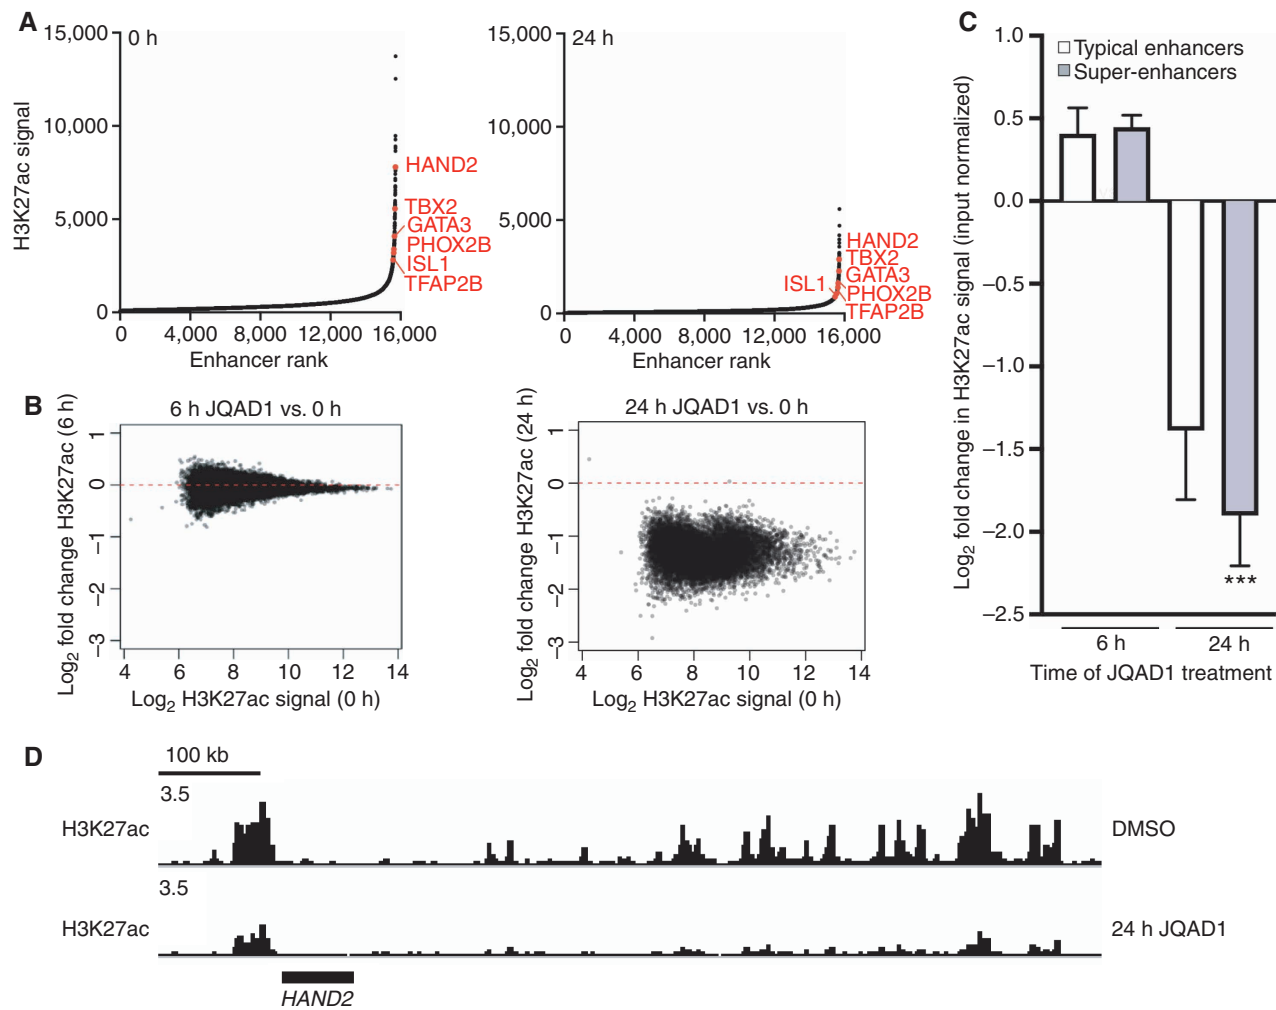 A
0 h
H3K27ac signal
15,000
10,000
5,000
0
HAND2
TBX2
GATA3
PHOX2B
ISL1
TFAP2B
0
4,000
8,000
12,000
16,000
Enhancer rank
24 h
15,000
10,000
5,000
0
HAND2
TBX2
GATA3
ISL1
PHOX2B
TFAP2B
0
4,000
8,000
12,000
16,000
Enhancer rank
B
6 h JQAD1 vs. 0 h
Log2 fold change H3K27ac (6 h)
1
0
–1
–2
–3
4
6
8
10
12
14
Log2 H3K27ac signal (0 h)
24 h JQAD1 vs. 0 h
Log2 fold change H3K27ac (24 h)
1
0
–1
–2
–3
4
6
8
10
12
14
Log2 H3K27ac signal (0 h)
C
Log2 fold change in H3K27ac signal (input normalized)
1.0
0.5
0.0
–0.5
–1.0
–1.5
–2.0
–2.5
Typical enhancers
Super-enhancers
***
6 h
24 h
Time of JQAD1 treatment
D
100 kb
3.5
H3K27ac
DMSO
3.5
H3K27ac
24 h JQAD1
HAND2